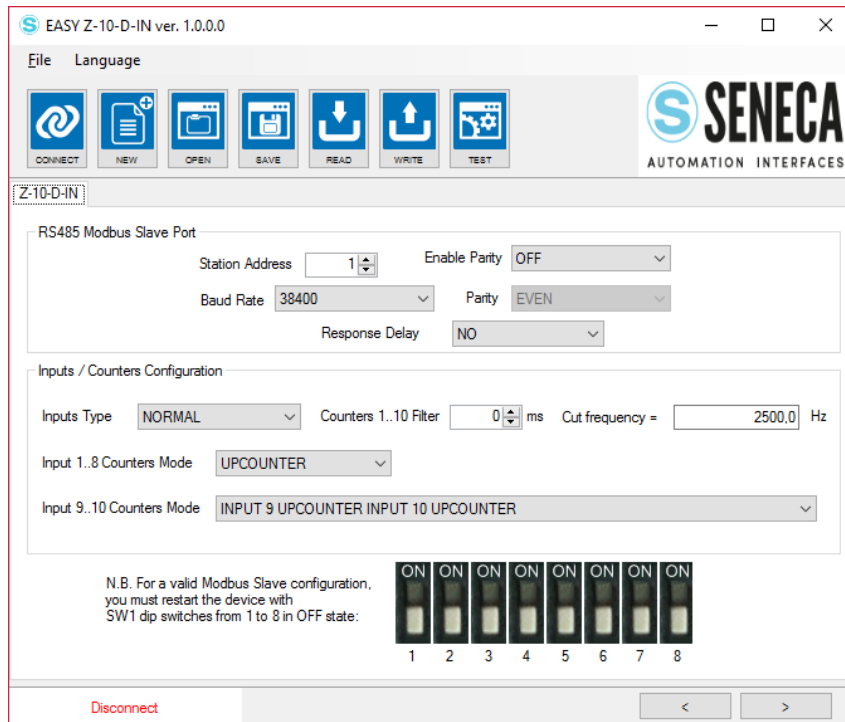 EASY Z-10-D-IN ver. 1.0.0.0
File Language
CONNECT NEW OPEN SAVE READ WRITE TEST
S SENECA
AUTOMATION INTERFACES
Z-10-D-IN
RS485 Modbus Slave Port
Station Address 1 Enable Parity OFF
Baud Rate 38400 Parity EVEN
Response Delay NO
Inputs / Counters Configuration
Inputs Type NORMAL Counters 1..10 Filter 0 ms Cut frequency = 2500,0 Hz
Input 1..8 Counters Mode UPCOUNTER
Input 9..10 Counters Mode INPUT 9 UPCOUNTER INPUT 10 UPCOUNTER
N.B. For a valid Modbus Slave configuration,
you must restart the device with
SW1 dip switches from 1 to 8 in OFF state:
ON ON ON ON ON ON ON ON
1 2 3 4 5 6 7 8
Disconnect < >